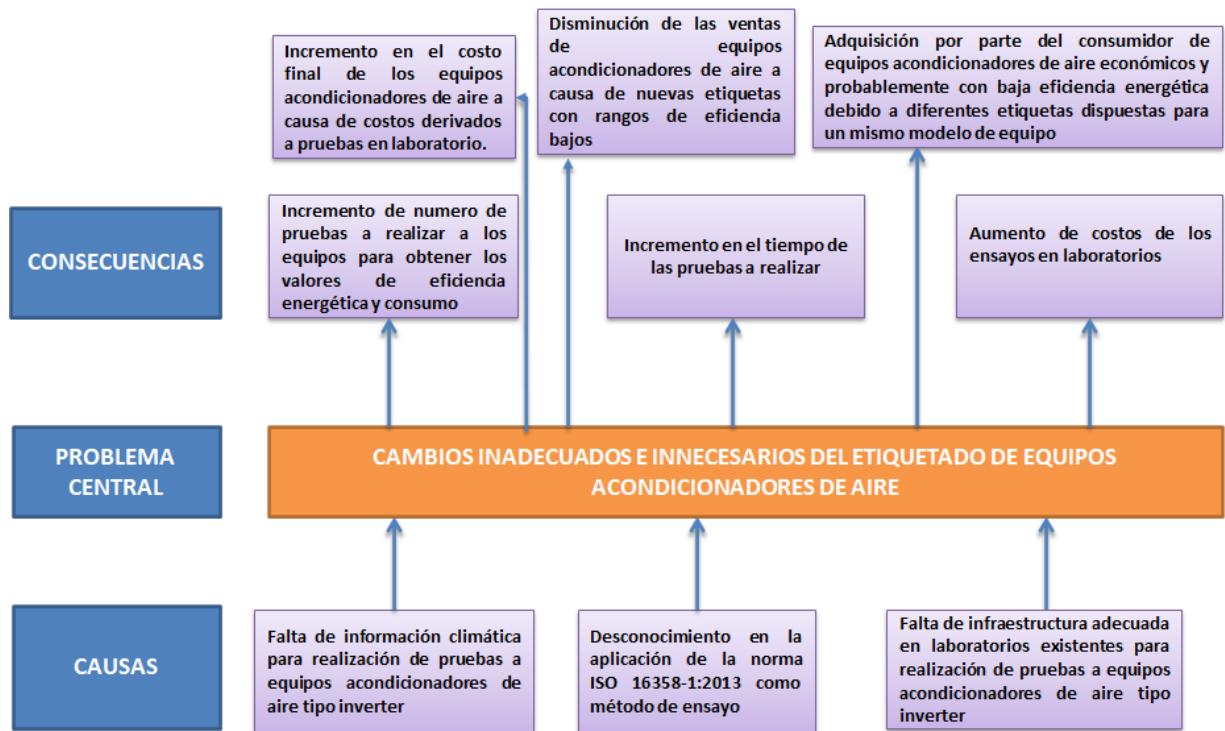 Incremento en el costo
final de los equipos
acondicionadores de aire a
causa de costos derivados
a pruebas en laboratorio.
Disminución de las ventas
de equipos
acondicionadores de aire a
causa de nuevas etiquetas
con rangos de eficiencia
bajos
Adquisición por parte del consumidor de
equipos acondicionadores de aire económicos y
probablemente con baja eficiencia energética
debido a diferentes etiquetas dispuestas para
un mismo modelo de equipo
CONSECUENCIAS
Incremento de numero de
pruebas a realizar a los
equipos para obtener los
valores de eficiencia
energética y consumo
Incremento en el tiempo de
las pruebas a realizar
Aumento de costos de los
ensayos en laboratorios
PROBLEMA
CENTRAL
CAMBIOS INADECUADOS E INNECESARIOS DEL ETIQUETADO DE EQUIPOS
ACONDICIONADORES DE AIRE
CAUSAS
Falta de información climática
para realización de pruebas a
equipos acondicionadores de
aire tipo inverter
Desconocimiento en la
aplicación de la norma
ISO 16358-1:2013 como
método de ensayo
Falta de infraestructura adecuada
en laboratorios existentes para
realización de pruebas a equipos
acondicionadores de aire tipo
inverter